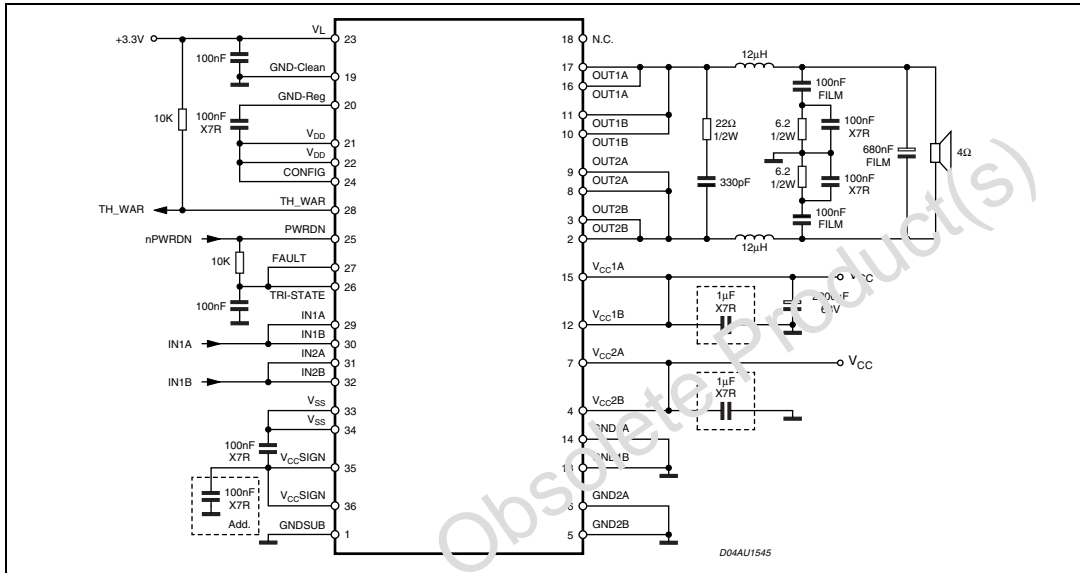 VL
+3.3V
23
100nF
GND-Clean
19
GND-Reg
20
10K
100nF
X7R
VDD
21
VDD
22
CONFIG
24
TH_WAR
TH_WAR
28
nPWRDN
PWRDN
25
10K
FAULT
27
26
TRI-STATE
100nF
IN1A
29
IN1A
IN1B
30
IN2A
31
IN1B
IN2B
32
VSS
33
VSS
34
100nF
X7R
VCCSIGN
35
100nF
X7R
Add.
VCCSIGN
36
GNDSUB
1
18 N.C.
17
OUT1A
16
OUT1A
11
OUT1B
10
OUT1B
OUT2A
9
OUT2A
8
OUT2B
3
OUT2B
2
12µH
22Ω
1/2W
330pF
12µH
100nF
FILM
6.2
1/2W
100nF
X7R
6.2
1/2W
100nF
X7R
100nF
FILM
680nF
FILM
4Ω
15
VCC1A
1µF
X7R
12
VCC1B
7
VCC2A
VCC
1µF
X7R
4
VCC2B
14
GND2A
5
GND2B
D04AU1545
Obsolete Product(s)